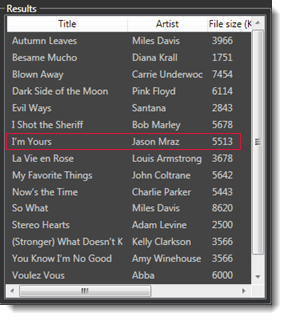 Results
Title Artist File size (K
Autumn Leaves Miles Davis 3966
Besame Mucho Diana Krall 1751
Blown Away Carrie Underwoc 7454
Dark Side of the Moon Pink Floyd 6114
Evil Ways Santana 2843
I Shot the Sheriff Bob Marley 5678
I'm Yours Jason Mraz 5513
La Vie en Rose Louis Armstrong 3678
My Favorite Things John Coltrane 5642
Now's the Time Charlie Parker 5443
So What Miles Davis 8620
Stereo Hearts Adam Levine 2500
(Stronger) What Doesn't K Kelly Clarkson 3566
You Know I'm No Good Amy Winehouse 3566
Voulez Vous Abba 6000